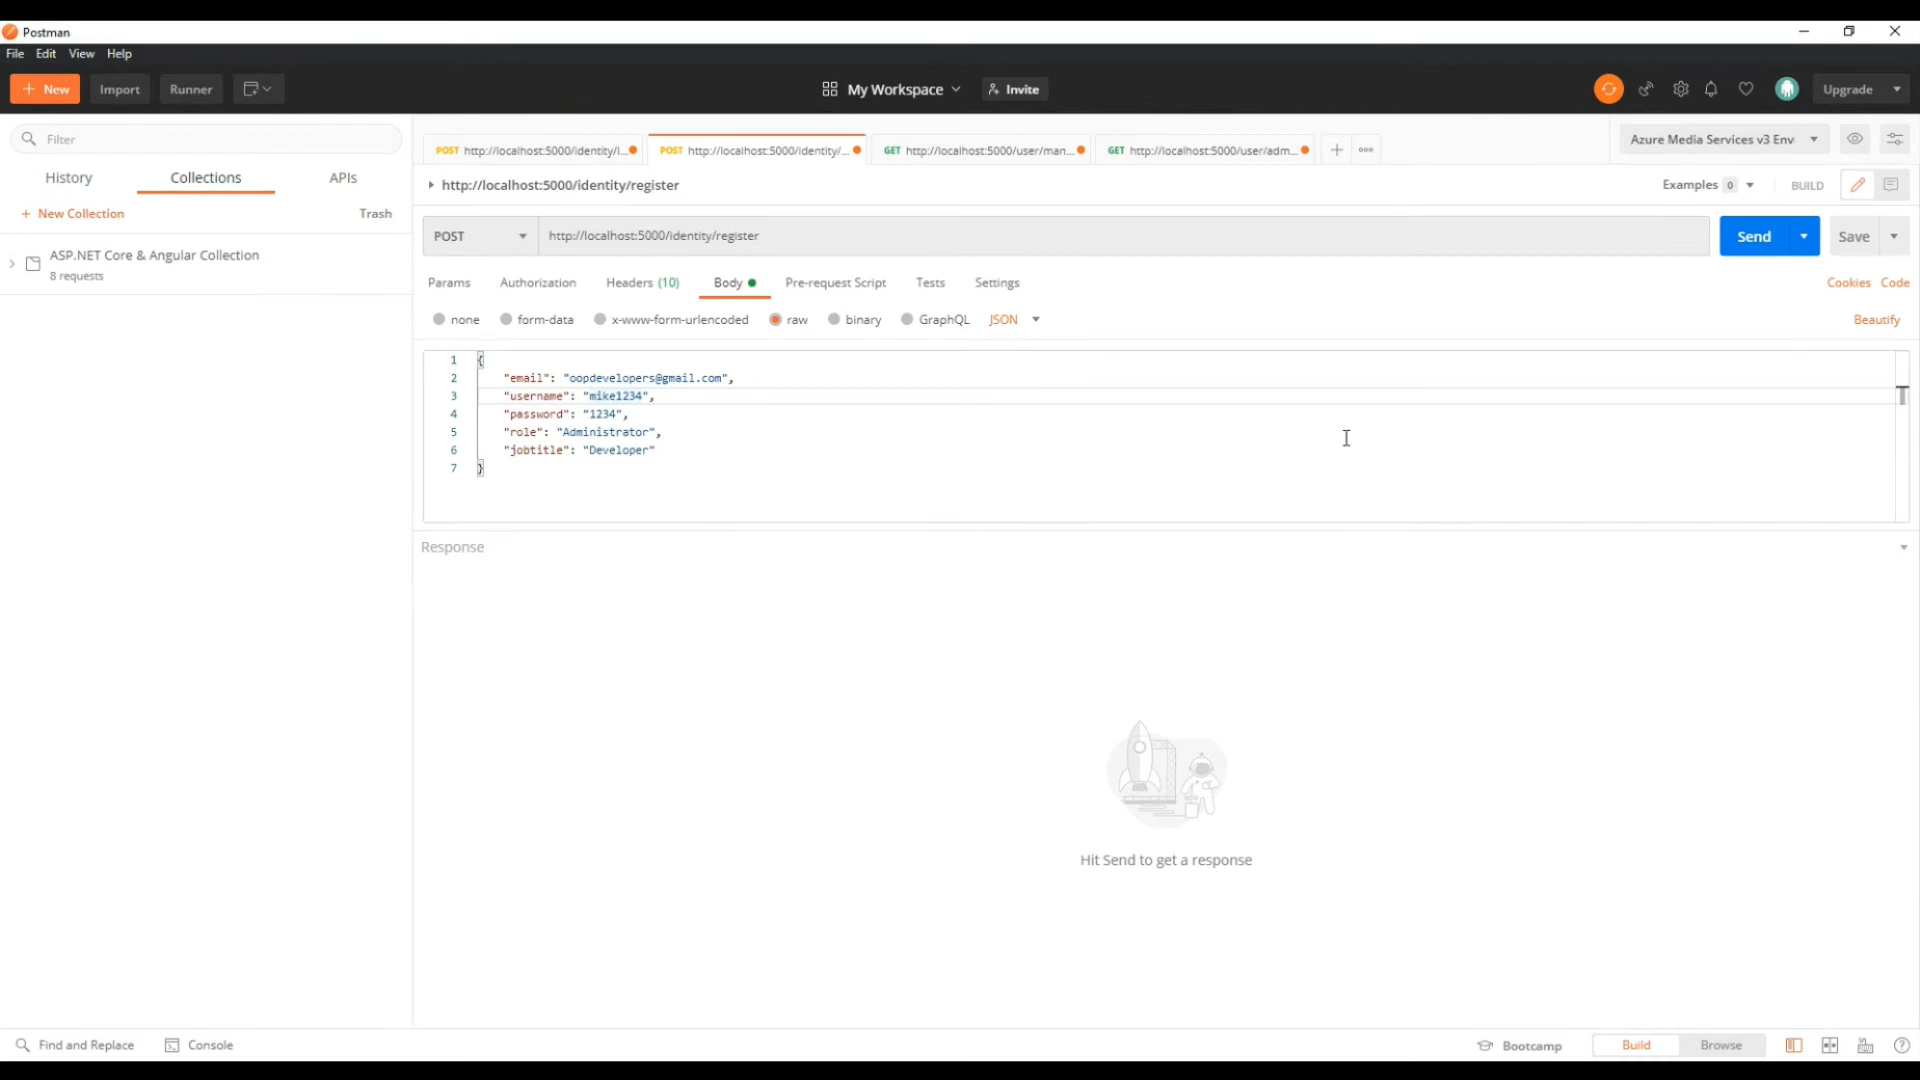 Postman
File Edit View Help
+ New Import Runner My Workspace Invite Upgrade
Filter
History Collections APIs
+ New Collection Trash
ASP.NET Core & Angular Collection
8 requests
POST http://localhost:5000/identity/l... POST http://localhost:5000/identity/... GET http://localhost:5000/user/man... GET http://localhost:5000/user/adm... Azure Media Services v3 Envi
http://localhost:5000/identity/register Examples 0 BUILD
POST http://localhost:5000/identity/register Send Save
Params Authorization Headers (10) Body Pre-request Script Tests Settings Cookies Code
none form-data x-www-form-urlencoded raw binary GraphQL JSON Beautify
1 {
2 "email": "oopdevelopers@gmail.com",
3 "username": "mike1234",
4 "password": "1234",
5 "role": "Administrator",
6 "jobtitle": "Developer"
7 }
Response
Hit Send to get a response
Find and Replace Console Bootcamp Build Browse